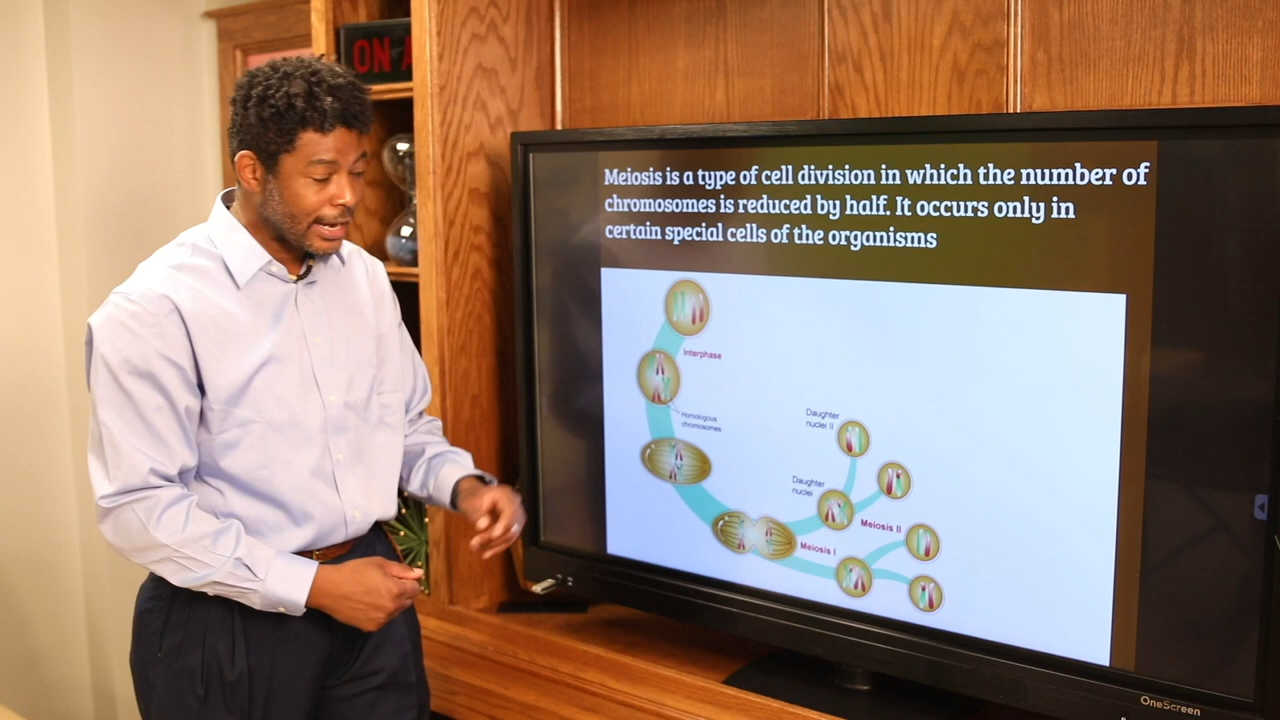 ON A
Meiosis is a type of cell division in which the number of
chromosomes is reduced by half. It occurs only in
certain special cells of the organisms
Interphase
Homologous
chromosomes
Daughter
nuclei II
Daughter
nuclei
Meiosis II
Meiosis I
OneScreen